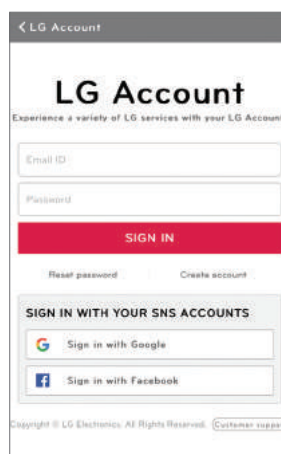 LG Account
LG Account
Experience a variety of LG services with your LG Account
Email ID
Password
SIGN IN
Reset password Create account
SIGN IN WITH YOUR SNS ACCOUNTS
Sign in with Google
Sign in with Facebook
Copyright © LG Electronics. All Rights Reserved. Customer suppo